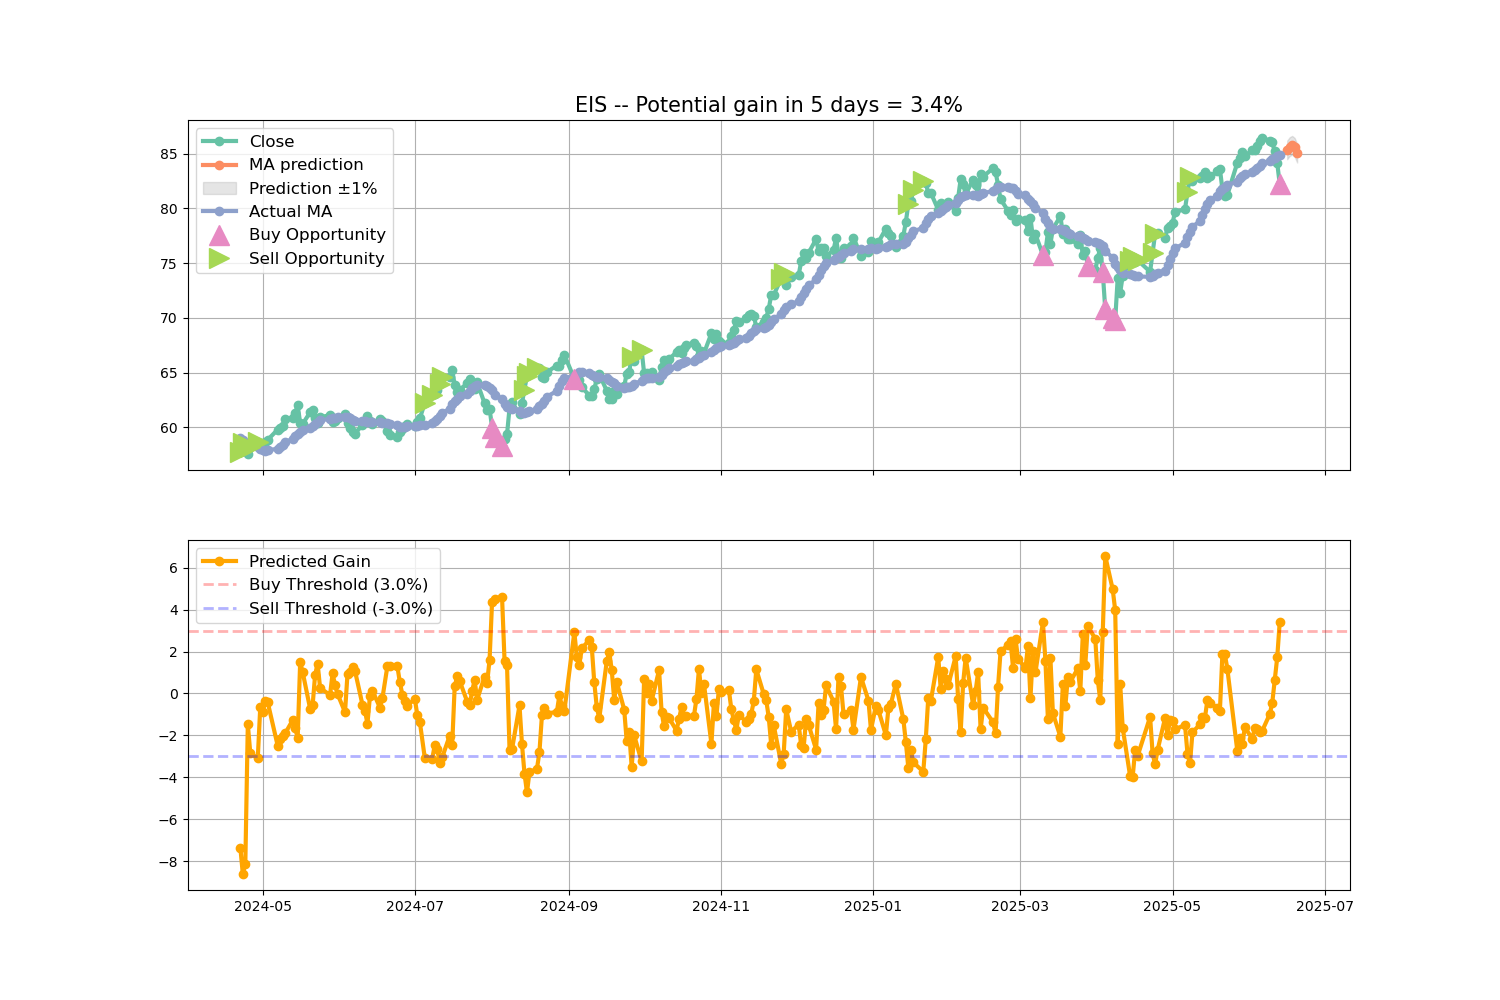 EIS -- Potential gain in 5 days = 3.4%
Close
MA prediction
Prediction ±1%
Actual MA
Buy Opportunity
Sell Opportunity
85
80
75
70
65
60
Predicted Gain
Buy Threshold (3.0%)
Sell Threshold (-3.0%)
6
4
2
0
−2
−4
−6
−8
2024-05 2024-07 2024-09 2024-11 2025-01 2025-03 2025-05 2025-07